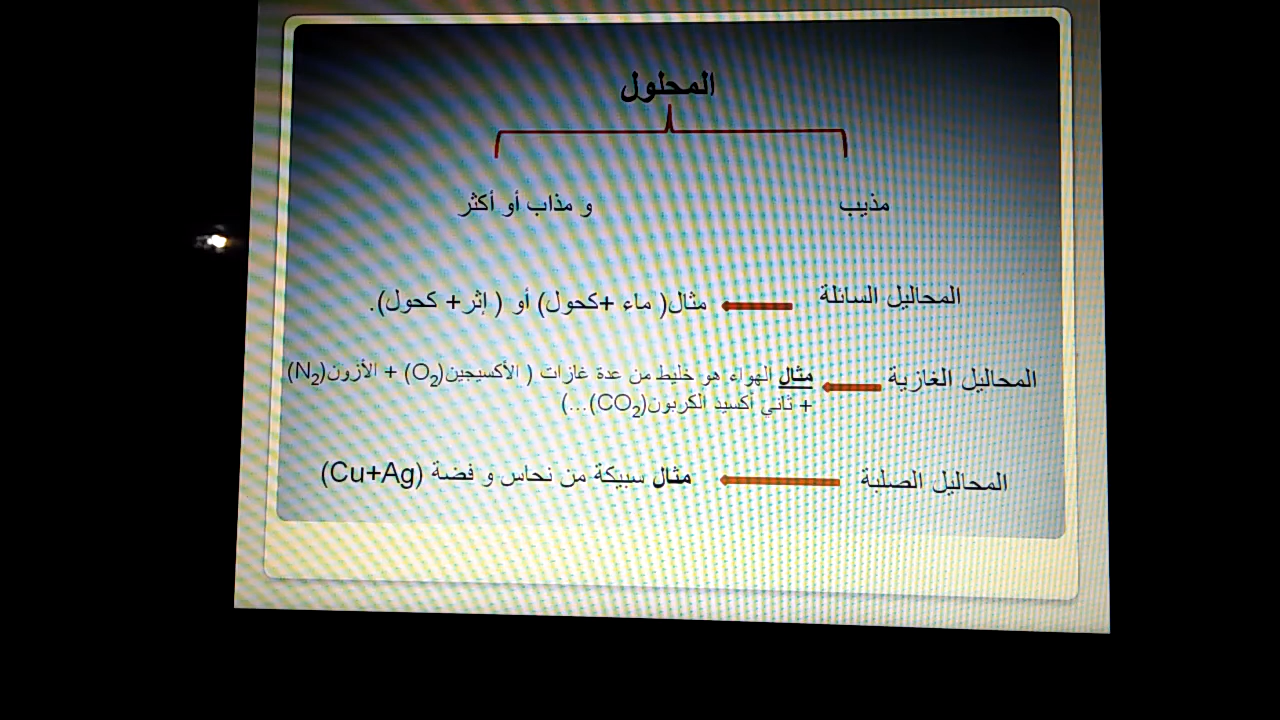 المحلول
مذيب
و مذاب أو أكثر
المحاليل السائلة
مثال( ماء +كحول) أو ( إثر+ كحول).
المحاليل الغازية
مثال الهواء هو خليط من عدة غازات ( الأكسيجين(O₂) + الأزون(N₂)
+ ثاني أكسيد الكربون(CO₂)...)
المحاليل الصلبة
مثال سبيكة من نحاس و فضة (Cu+Ag)